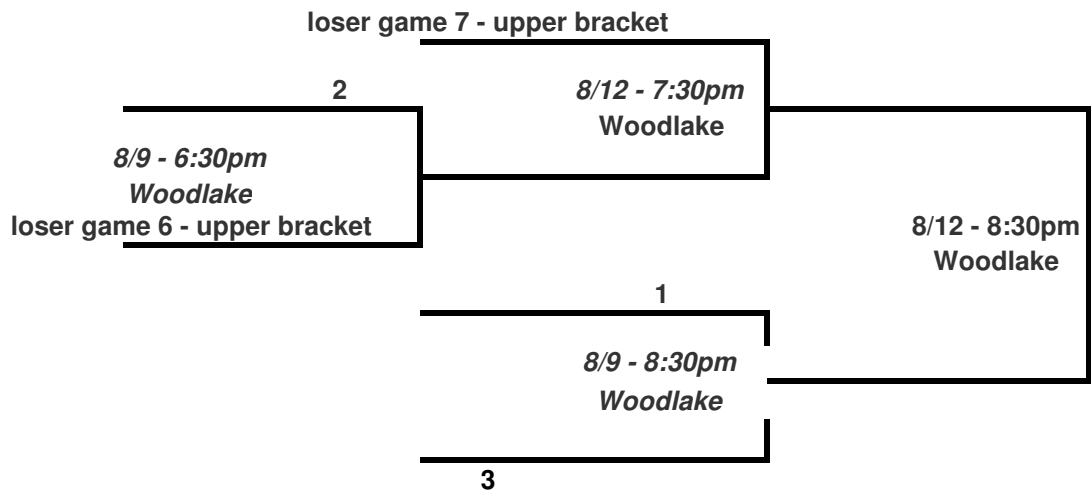 loser game 7 - upper bracket
2
8/12 - 7:30pm
Woodlake
8/9 - 6:30pm
Woodlake
loser game 6 - upper bracket
8/12 - 8:30pm
Woodlake
1
8/9 - 8:30pm
Woodlake
3